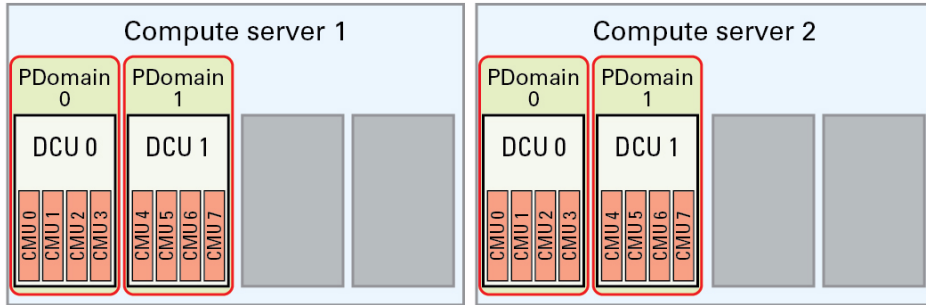 Compute server 1
PDomain
0
PDomain
1
DCU 0
DCU 1
CMU 0
CMU 1
CMU 2
CMU 3
CMU 4
CMU 5
CMU 6
CMU 7
Compute server 2
PDomain
0
PDomain
1
DCU 0
DCU 1
CMU 0
CMU 1
CMU 2
CMU 3
CMU 4
CMU 5
CMU 6
CMU 7